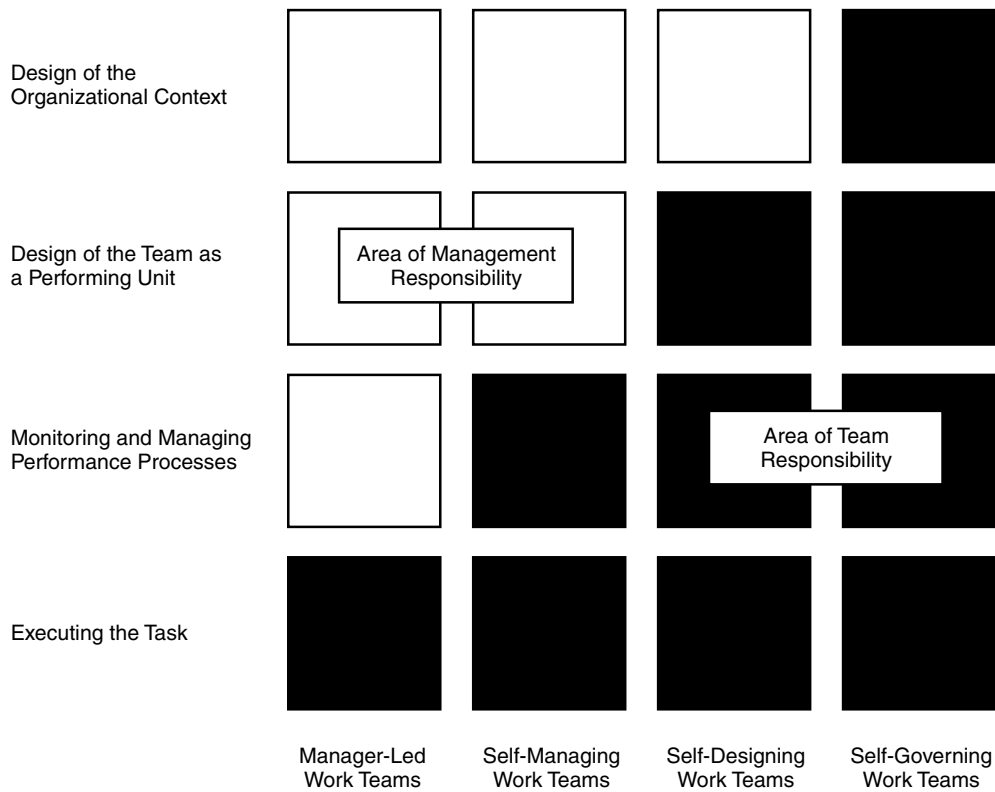 Design of the
Organizational Context
Design of the Team as
a Performing Unit
Area of Management
Responsibility
Monitoring and Managing
Performance Processes
Area of Team
Responsibility
Executing the Task
Manager-Led
Work Teams
Self-Managing
Work Teams
Self-Designing
Work Teams
Self-Governing
Work Teams